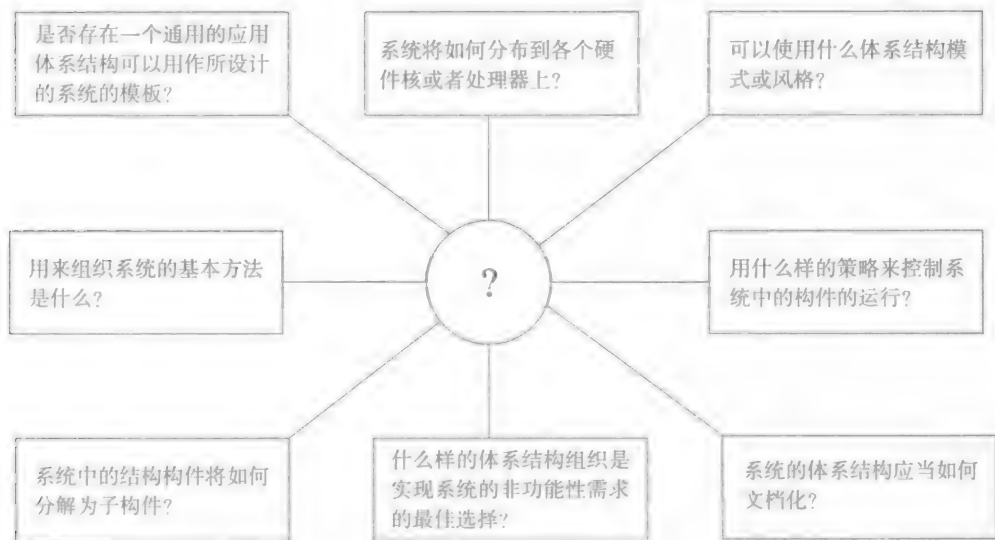 是否存在一个通用的应用
体系结构可以用作所设计
的系统的模板?
系统将如何分布到各个硬
件核或者处理器上?
可以使用什么体系结构模
式或风格?
用来组织系统的基本方法
是什么?
?
用什么样的策略来控制系
统中的构件的运行?
系统中的结构构件将如何
分解为子构件?
什么样的体系结构组织是
实现系统的非功能性需求
的最佳选择?
系统的体系结构应当如何
文档化?